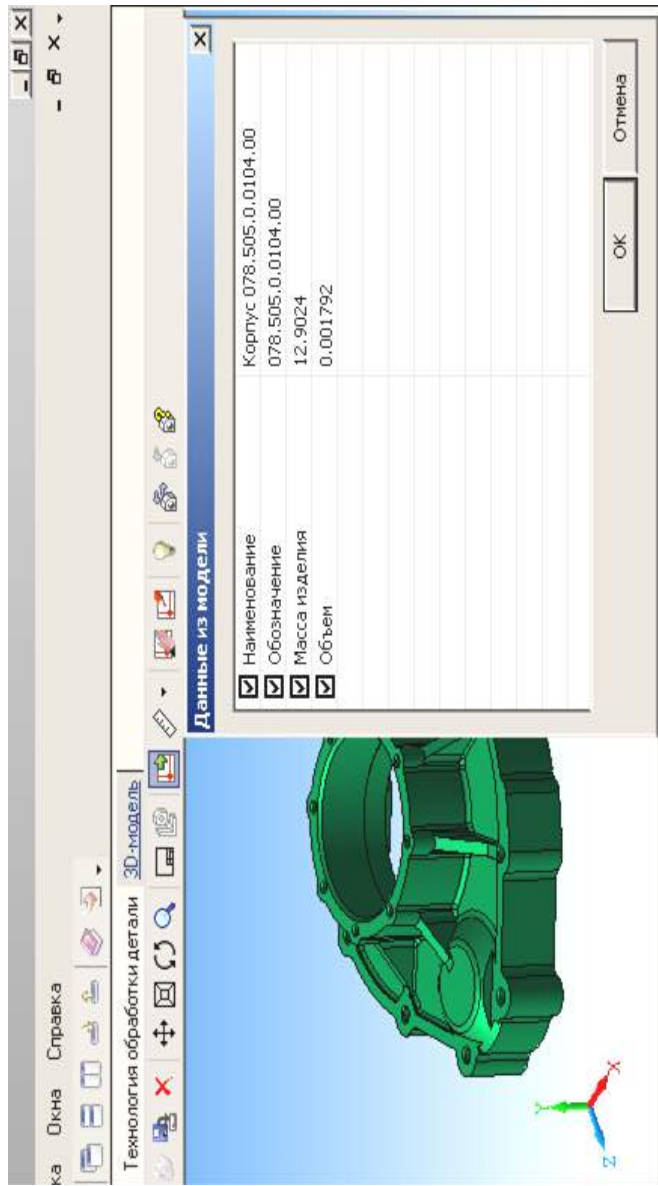 ка Окна Справка
Технология обработки детали 3D-модель
Данные из модели
Наименование Корпус 078.505.0.0104.00
Обозначение 078.505.0.0104.00
Масса изделия 12.9024
Объем 0.001792
OK Отмена
Y
Z
X